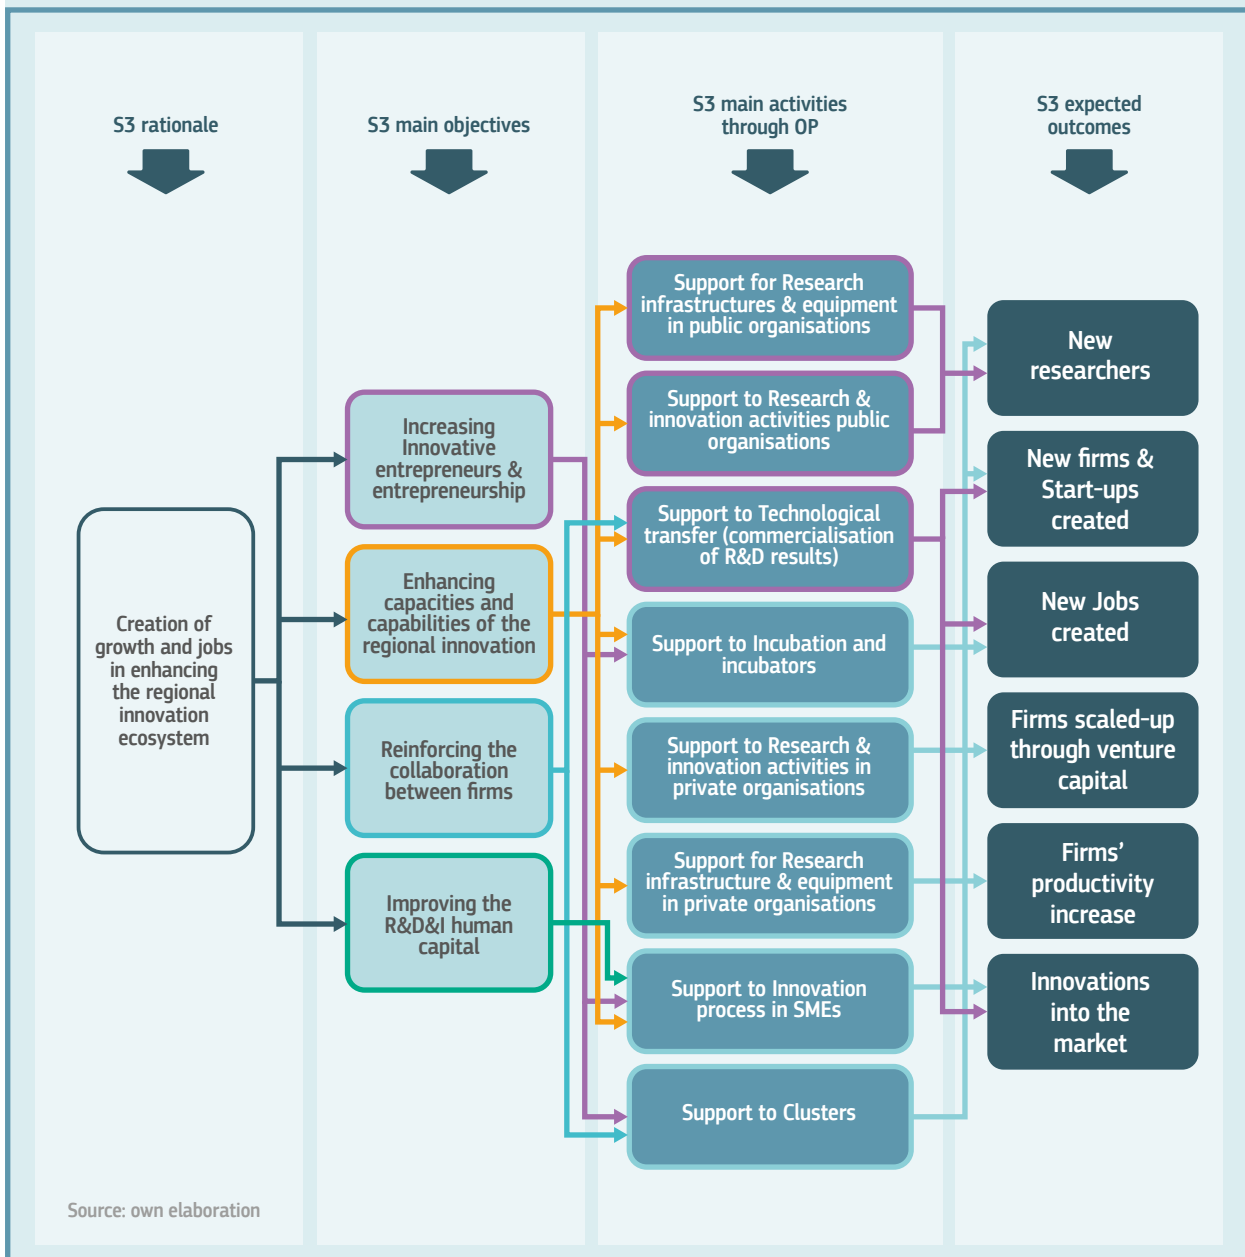 S3 rationale
S3 main objectives
S3 main activities
through OP
S3 expected
outcomes
Creation of
growth and jobs
in enhancing
the regional
innovation
ecosystem
Increasing
Innovative
entrepreneurs &
entrepreneurship
Enhancing
capacities and
capabilities of the
regional innovation
Reinforcing the
collaboration
between firms
Improving the
R&D&I human
capital
Support for Research
infrastructures & equipment
in public organisations
Support to Research &
innovation activities public
organisations
Support to Technological
transfer (commercialisation
of R&D results)
Support to Incubation and
incubators
Support to Research &
innovation activities in
private organisations
Support for Research
infrastructure & equipment
in private organisations
Support to Innovation
process in SMEs
Support to Clusters
New
researchers
New firms &
Start-ups
created
New Jobs
created
Firms scaled-up
through venture
capital
Firms'
productivity
increase
Innovations
into the
market
Source: own elaboration